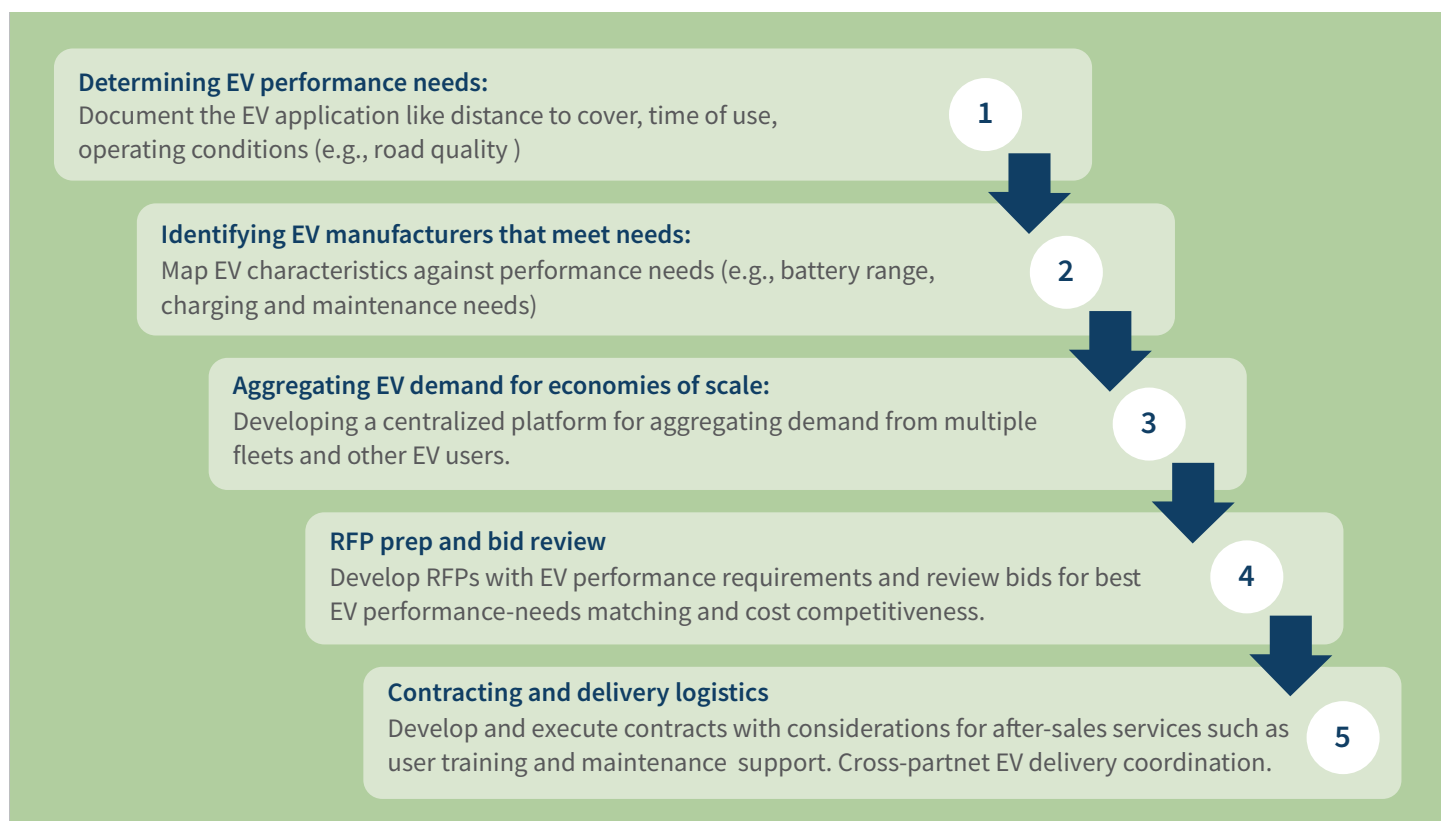 Determining EV performance needs:
Document the EV application like distance to cover, time of use,
operating conditions (e.g., road quality )
1
Identifying EV manufacturers that meet needs:
Map EV characteristics against performance needs (e.g., battery range,
charging and maintenance needs)
2
Aggregating EV demand for economies of scale:
Developing a centralized platform for aggregating demand from multiple
fleets and other EV users.
3
RFP prep and bid review
Develop RFPs with EV performance requirements and review bids for best
EV performance-needs matching and cost competitiveness.
4
Contracting and delivery logistics
Develop and execute contracts with considerations for after-sales services such as
user training and maintenance  support. Cross-partnet EV delivery coordination.
5